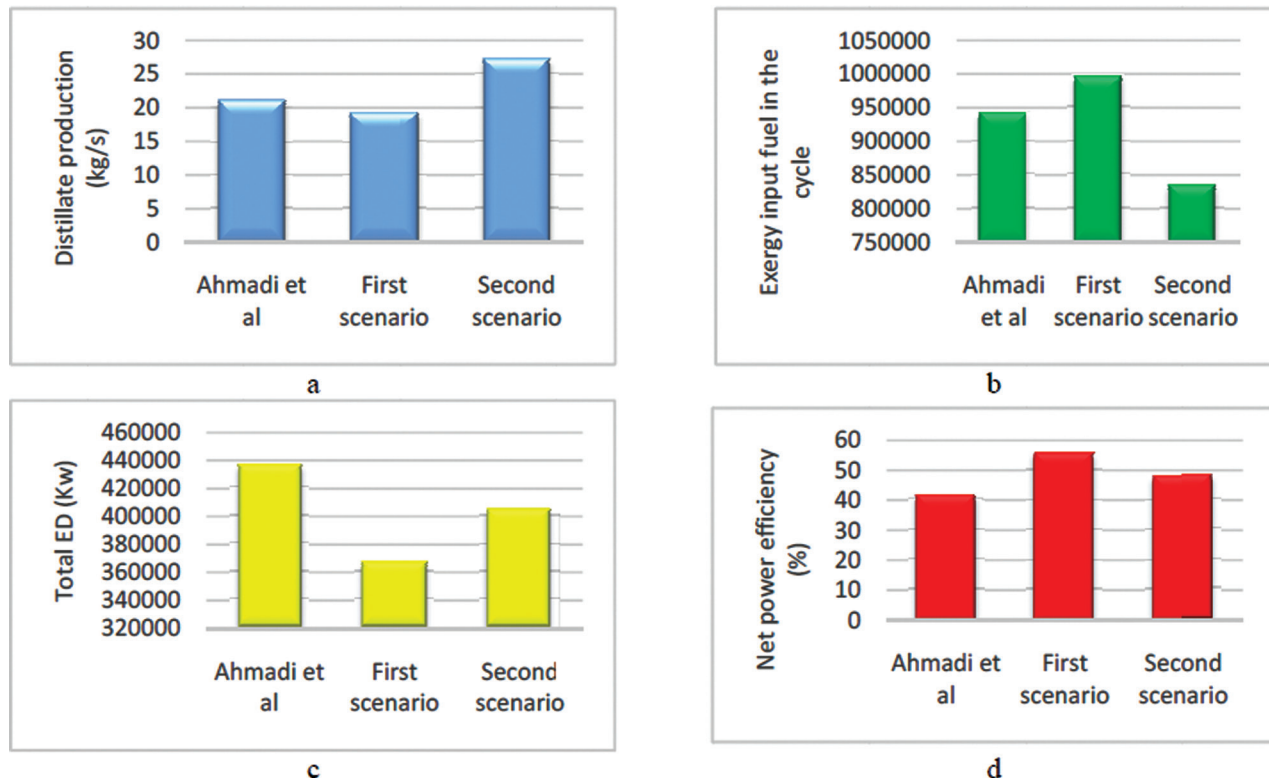 Distillate production
(kg/s)
30
25
20
15
10
5
0
Ahmadi et
al
First
scenario
Second
scenario
a
Exergy input fuel in the
cycle
1050000
1000000
950000
900000
850000
800000
750000
Ahmadi
et al
First
scenario
Second
scenario
b
Total ED (Kw)
460000
440000
420000
400000
380000
360000
340000
320000
Ahmadi et
al
First
scenario
Second
scenario
c
Net power efficiency
(%)
60
50
40
30
20
10
0
Ahmadi et
al
First
scenario
Second
scenario
d